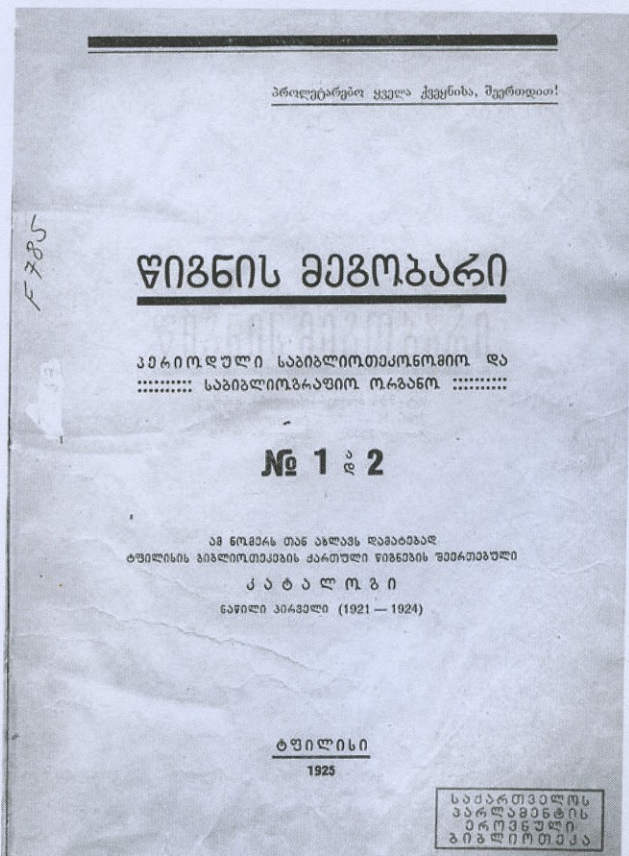 პროლეტარებო ყველა ქვეყნისა, შეერთდით!
F 785
წიგნის მეგობარი
პერიოდული საბიბლიოთეკონომიო და
:::::::::: საბიბლიოგრაფიო ორგანო ::::::::::
№ 1 და 2
ამ ნომერს თან ახლავს დამატებად
ტფილისის ბიბლიოთეკების ქართული წიგნების შეერთებული
კატალოგი
ნაწილი პირველი (1921 — 1924)
ტფილისი
1925
საქართველოს
პარლამენტის
ეროვნული
ბიბლიოთეკა